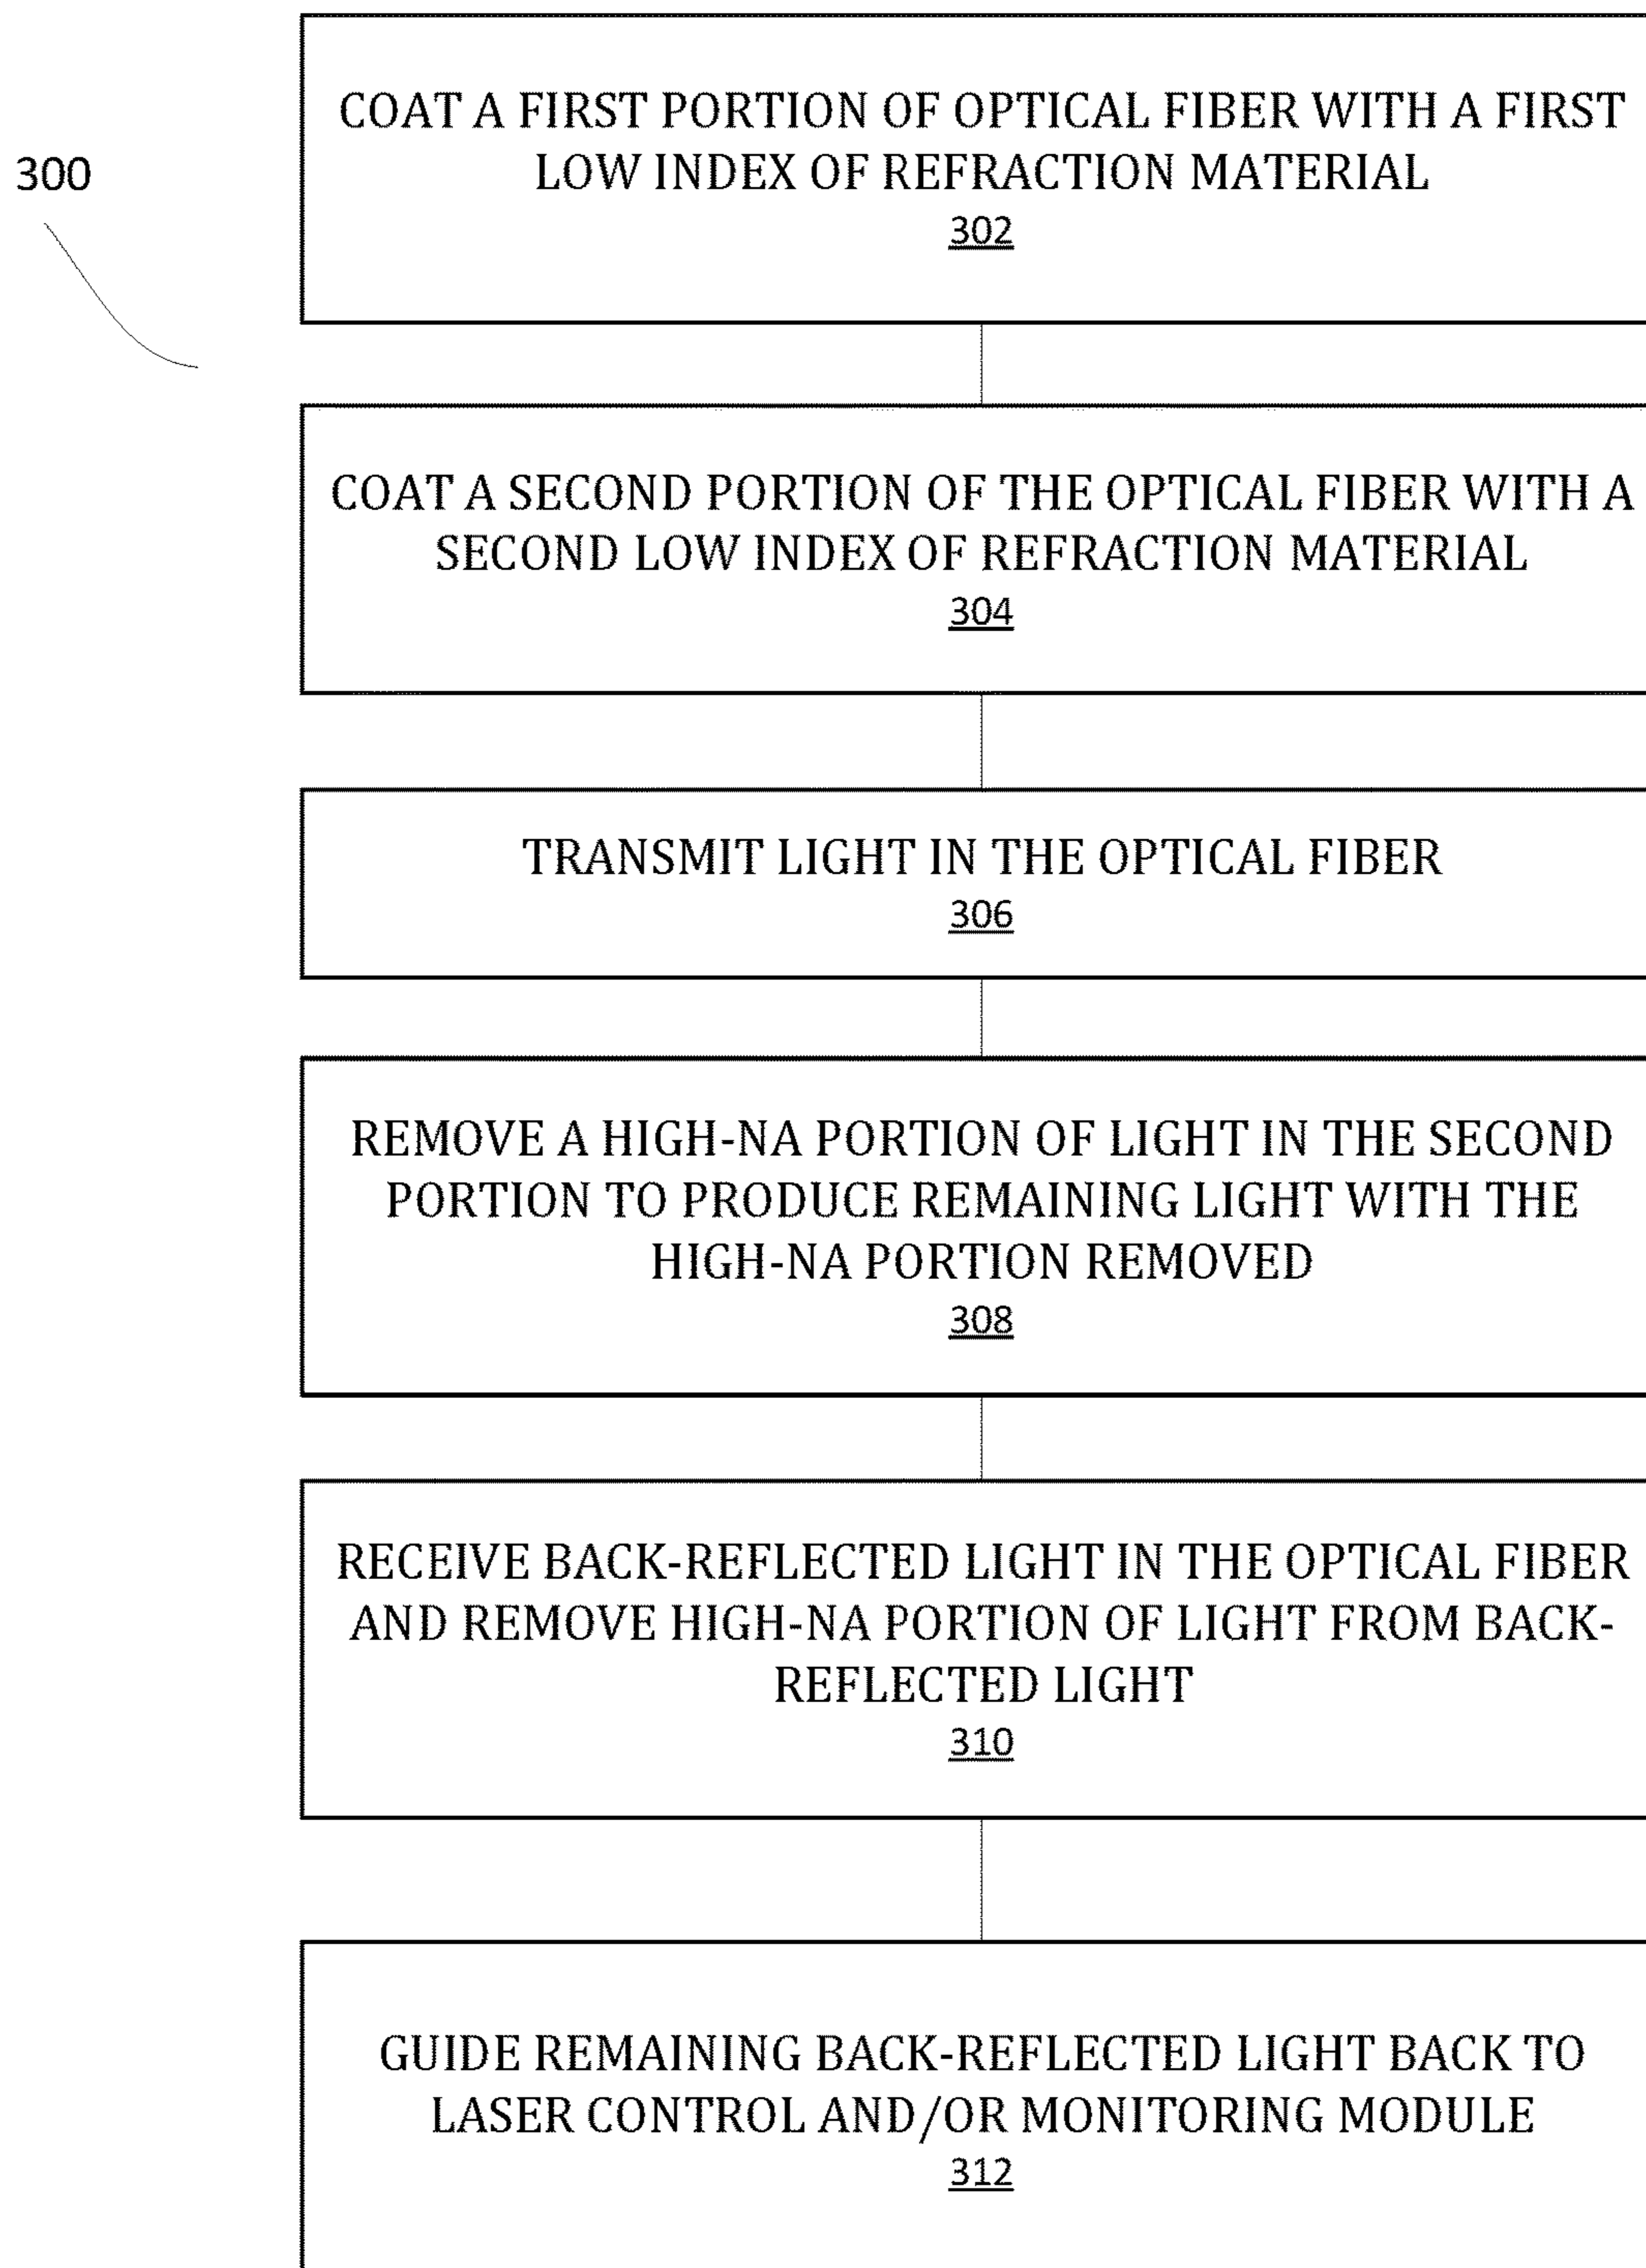 300
COAT A FIRST PORTION OF OPTICAL FIBER WITH A FIRST
LOW INDEX OF REFRACTION MATERIAL
302
COAT A SECOND PORTION OF THE OPTICAL FIBER WITH A
SECOND LOW INDEX OF REFRACTION MATERIAL
304
TRANSMIT LIGHT IN THE OPTICAL FIBER
306
REMOVE A HIGH-NA PORTION OF LIGHT IN THE SECOND
PORTION TO PRODUCE REMAINING LIGHT WITH THE
HIGH-NA PORTION REMOVED
308
RECEIVE BACK-REFLECTED LIGHT IN THE OPTICAL FIBER
AND REMOVE HIGH-NA PORTION OF LIGHT FROM BACK-
REFLECTED LIGHT
310
GUIDE REMAINING BACK-REFLECTED LIGHT BACK TO
LASER CONTROL AND/OR MONITORING MODULE
312